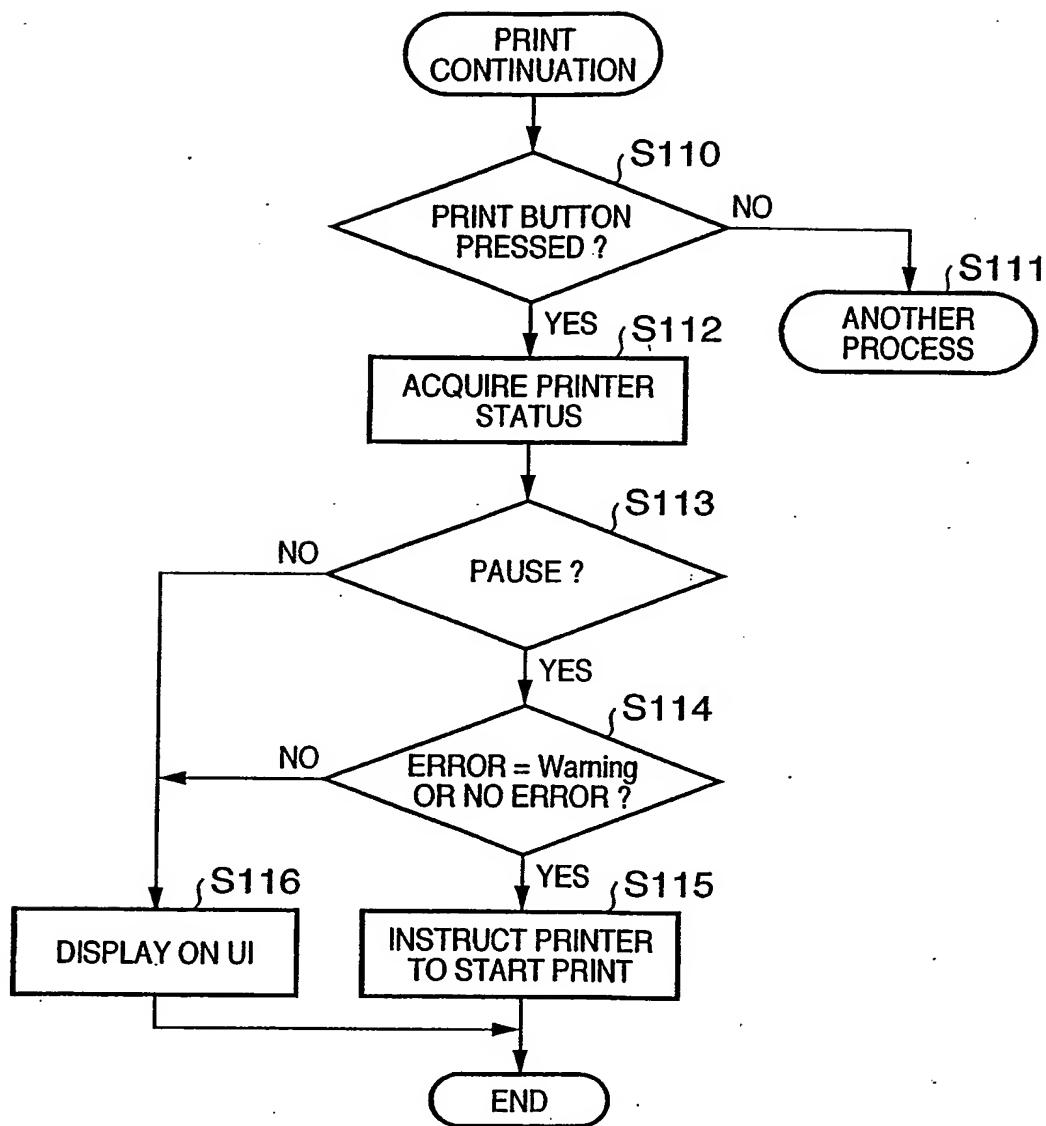 PRINT
CONTINUATION
S110
PRINT BUTTON
PRESSED ?
NO
S111
ANOTHER
PROCESS
YES
S112
ACQUIRE PRINTER
STATUS
S113
NO
PAUSE ?
YES
S114
NO
ERROR = Warning
OR NO ERROR ?
YES
S116
S115
DISPLAY ON UI
INSTRUCT PRINTER
TO START PRINT
END